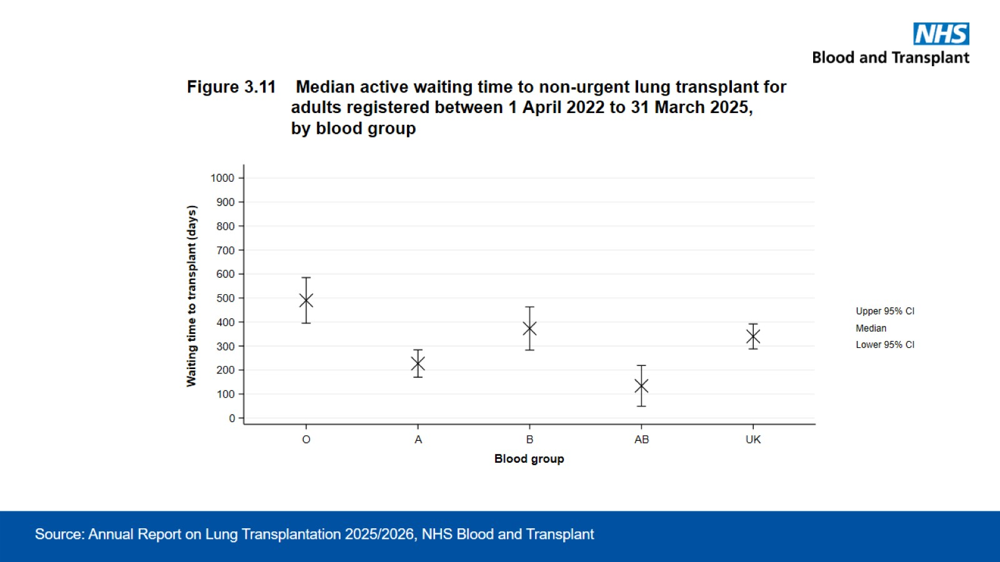 NHS
Blood and Transplant
Figure 3.11 Median active waiting time to non-urgent lung transplant for
adults registered between 1 April 2022 to 31 March 2025,
by blood group
Waiting time to transplant (days)
1000
900
800
700
600
500
400
300
200
100
0
O A B AB UK
Blood group
Upper 95% CI
Median
Lower 95% CI
Source: Annual Report on Lung Transplantation 2025/2026, NHS Blood and Transplant